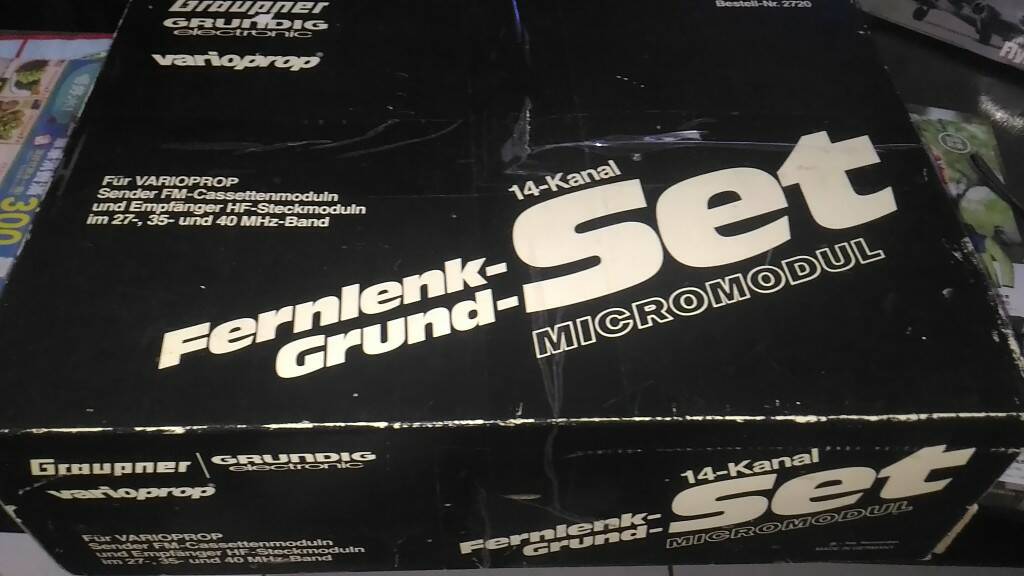 Graupner
GRUNDIG
electronic
varioprop
Bestell-Nr. 2720
Für VARIOPROP
Sender FM-Cassettenmoduln
und Empfänger HF-Steckmoduln
im 27-, 35- und 40 MHz-Band
14-Kanal
Fernlenk-
Grund-
Set
MICROMODUL
Graupner
GRUNDIG
electronic
varioprop
Für VARIOPROP
Sender FM-Cassettenmoduln
und Empfänger HF-Steckmoduln
im 27-, 35- und 40 MHz-Band
14-Kanal
Fernlenk-
Grund-
Set
MICROMODUL
MADE IN GERMANY
300